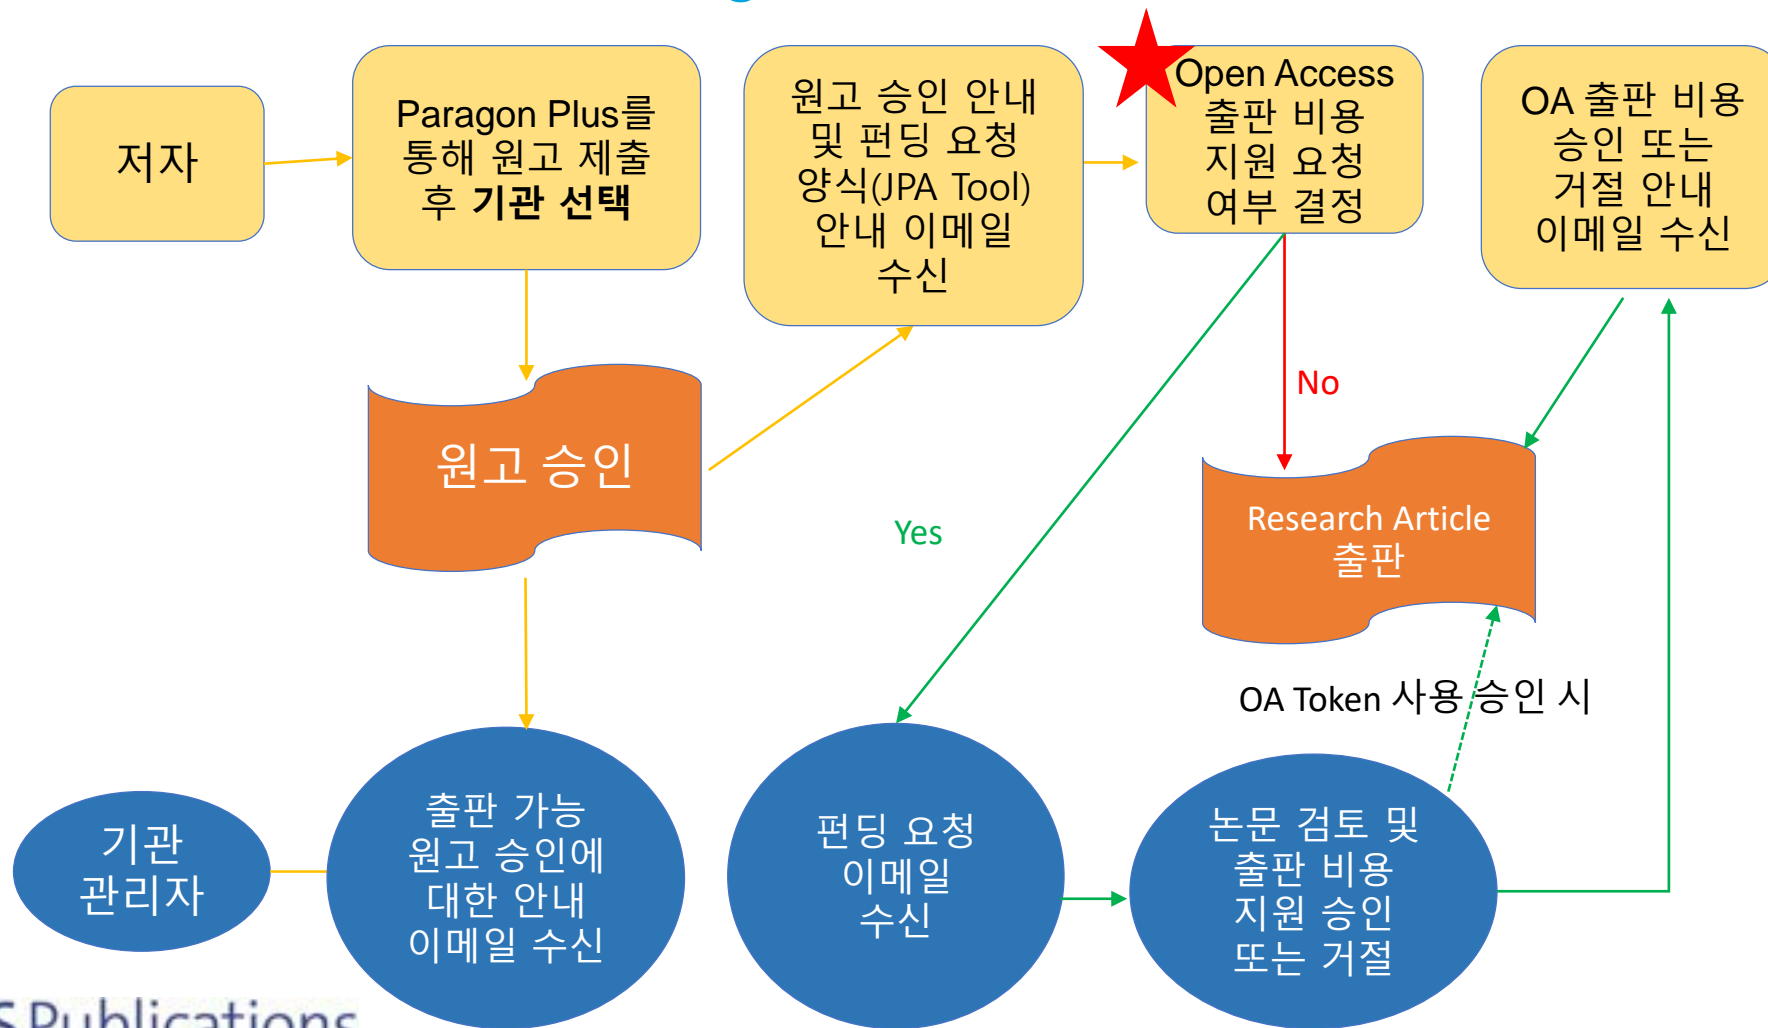 저자
Paragon Plus를
통해 원고 제출
후 기관 선택
원고 승인 안내
및 펀딩 요청
양식(JPA Tool)
안내 이메일
수신
Open Access
출판 비용
지원 요청
여부 결정
OA 출판 비용
승인 또는
거절 안내
이메일 수신
원고 승인
No
Yes
Research Article
출판
OA Token 사용 승인 시
기관
관리자
출판 가능
원고 승인에
대한 안내
이메일 수신
펀딩 요청
이메일
수신
논문 검토 및
출판 비용
지원 승인
또는 거절
S Publications